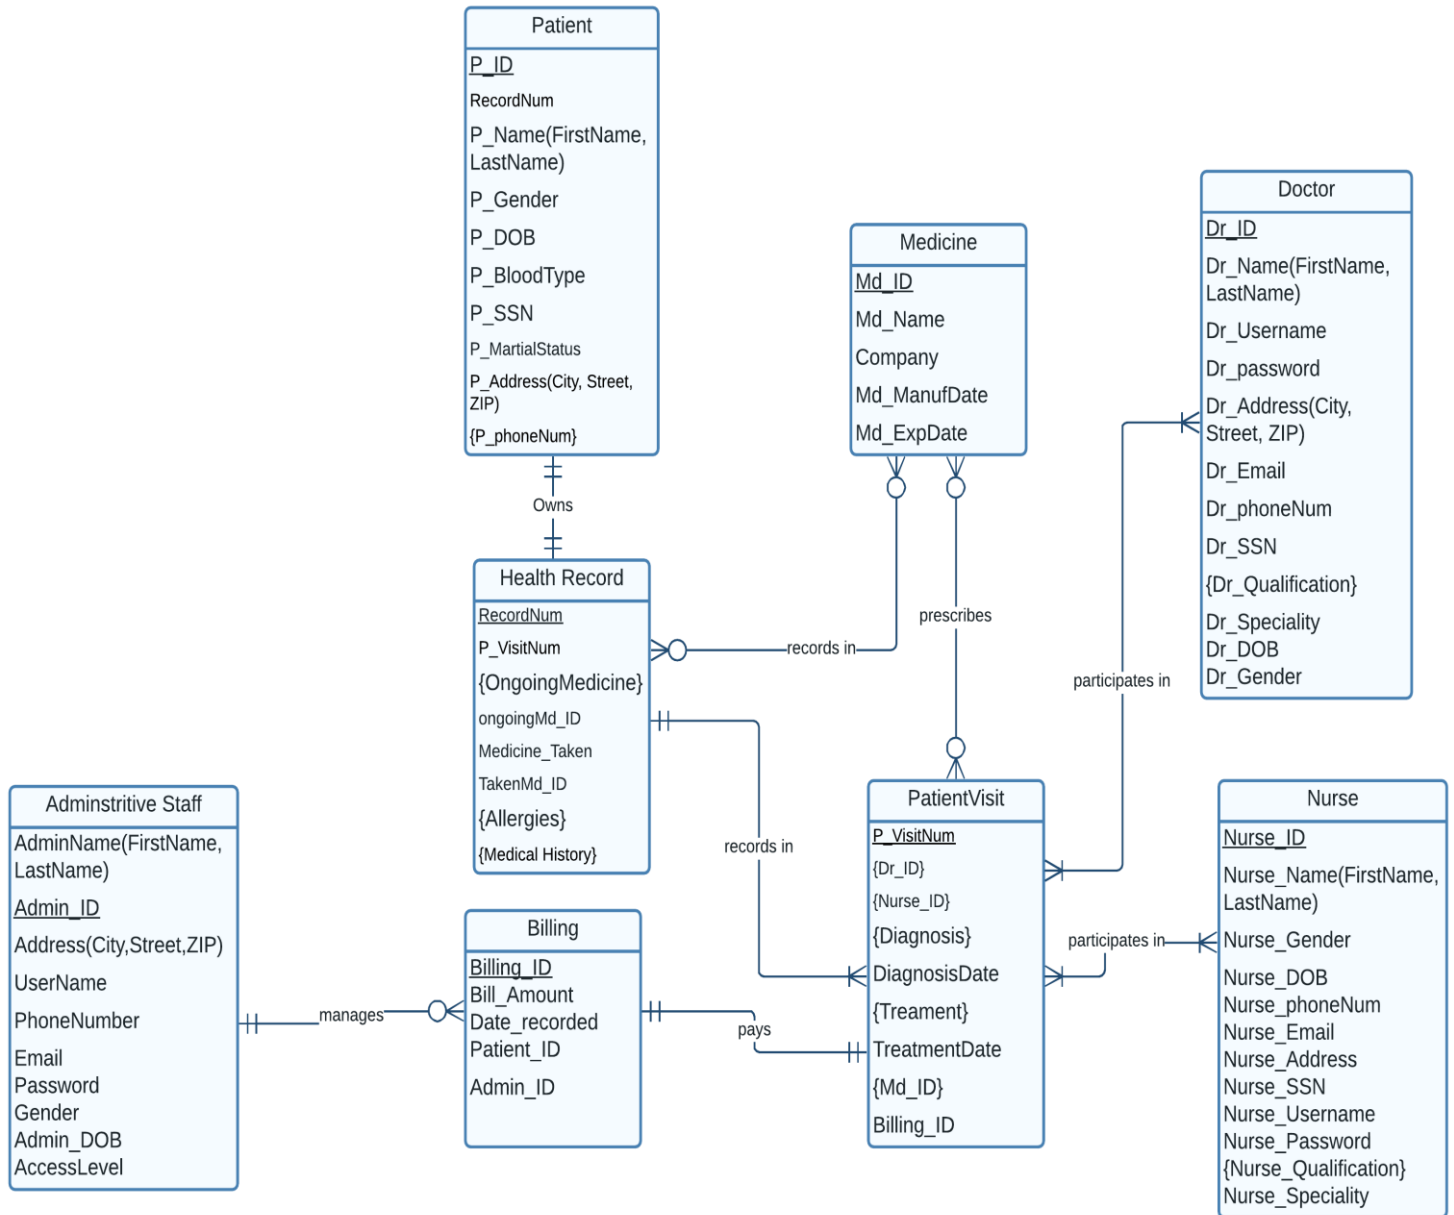 Patient
P_ID
RecordNum
P_Name(FirstName,
LastName)
P_Gender
P_DOB
P_BloodType
P_SSN
P_MartialStatus
P_Address(City, Street,
ZIP)
{P_phoneNum}
Owns
Health Record
RecordNum
P_VisitNum
{OngoingMedicine}
ongoingMd_ID
Medicine_Taken
TakenMd_ID
{Allergies}
{Medical History}
Medicine
Md_ID
Md_Name
Company
Md_ManufDate
Md_ExpDate
records in
prescribes
records in
Doctor
Dr_ID
Dr_Name(FirstName,
LastName)
Dr_Username
Dr_password
Dr_Address(City,
Street, ZIP)
Dr_Email
Dr_phoneNum
Dr_SSN
{Dr_Qualification}
Dr_Speciality
Dr_DOB
Dr_Gender
participates in
Adminstritive Staff
AdminName(FirstName,
LastName)
Admin_ID
Address(City,Street,ZIP)
UserName
PhoneNumber
Email
Password
Gender
Admin_DOB
AccessLevel
manages
Billing
Billing_ID
Bill_Amount
Date_recorded
Patient_ID
Admin_ID
pays
PatientVisit
P_VisitNum
{Dr_ID}
{Nurse_ID}
{Diagnosis}
DiagnosisDate
{Treament}
TreatmentDate
{Md_ID}
Billing_ID
participates in
Nurse
Nurse_ID
Nurse_Name(FirstName,
LastName)
Nurse_Gender
Nurse_DOB
Nurse_phoneNum
Nurse_Email
Nurse_Address
Nurse_SSN
Nurse_Username
Nurse_Password
{Nurse_Qualification}
Nurse_Speciality